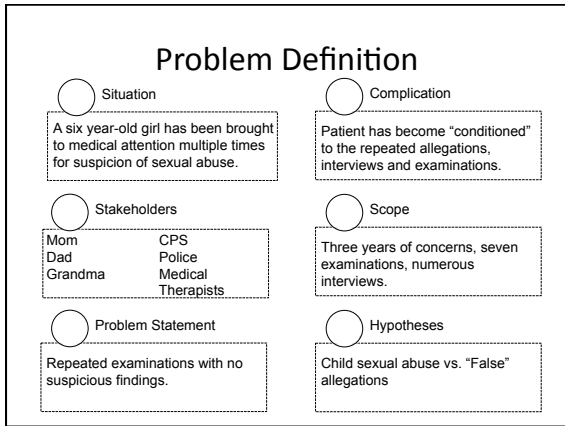 Problem Definition
Situation
A six year-old girl has been brought
to medical attention multiple times
for suspicion of sexual abuse.
Complication
Patient has become “conditioned”
to the repeated allegations,
interviews and examinations.
Stakeholders
Mom
Dad
Grandma
CPS
Police
Medical
Therapists
Scope
Three years of concerns, seven
examinations, numerous
interviews.
Problem Statement
Repeated examinations with no
suspicious findings.
Hypotheses
Child sexual abuse vs. “False”
allegations